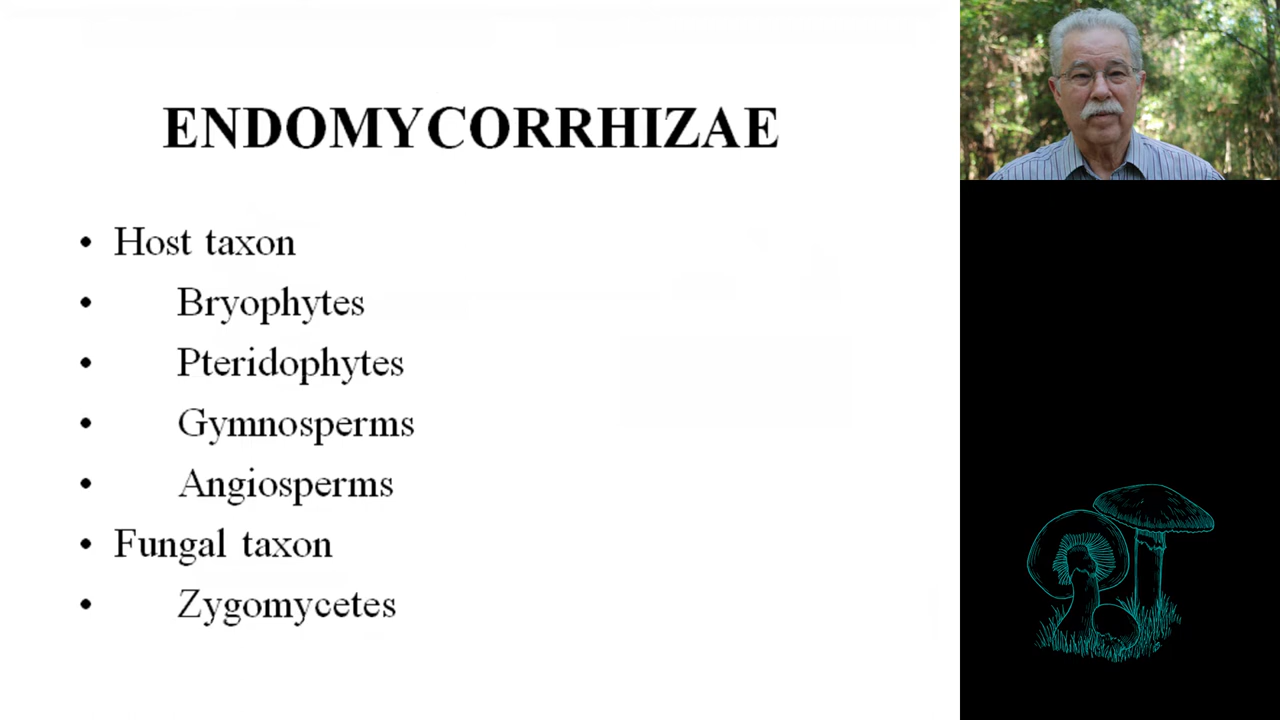 ENDOMYCORRHIZAE
• Host taxon
• Bryophytes
• Pteridophytes
• Gymnosperms
• Angiosperms
• Fungal taxon
• Zygomycetes